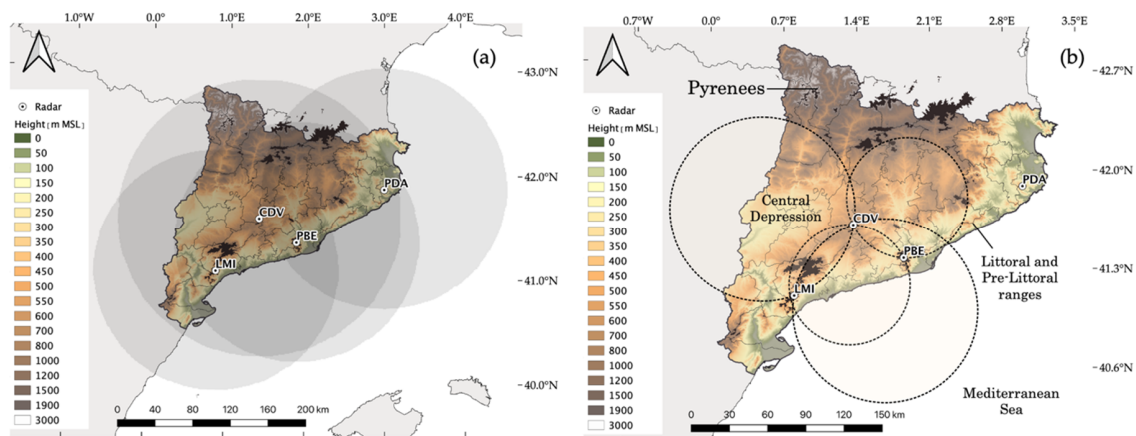 0.0°
1.0°E
2.0°E
3.0°E
4.0°E
(a)
43.0°N
42.0°N
41.0°N
40.0°N
Radar
Height[m MSL]
0
50
100
150
200
250
300
350
400
450
500
550
600
700
800
1000
1200
1500
1900
3000
PDA
CDV
PBE
LMI
0 40 80 120 160 200 km
0.7°W
0.0°
0.7°E
1.4°E
2.1°E
2.8°E
3.5°E
(b)
42.7°N
42.0°N
41.3°N
40.6°N
Radar
Height[m MSL]
0
50
100
150
200
250
300
350
400
450
500
550
600
700
800
1000
1200
1500
1900
3000
Pyrenees
PDA
Central
Depression
CDV
PBE
Littoral and
Pre-Littoral
ranges
LMI
Mediterranean
Sea
0 30 60 90 120 150 km